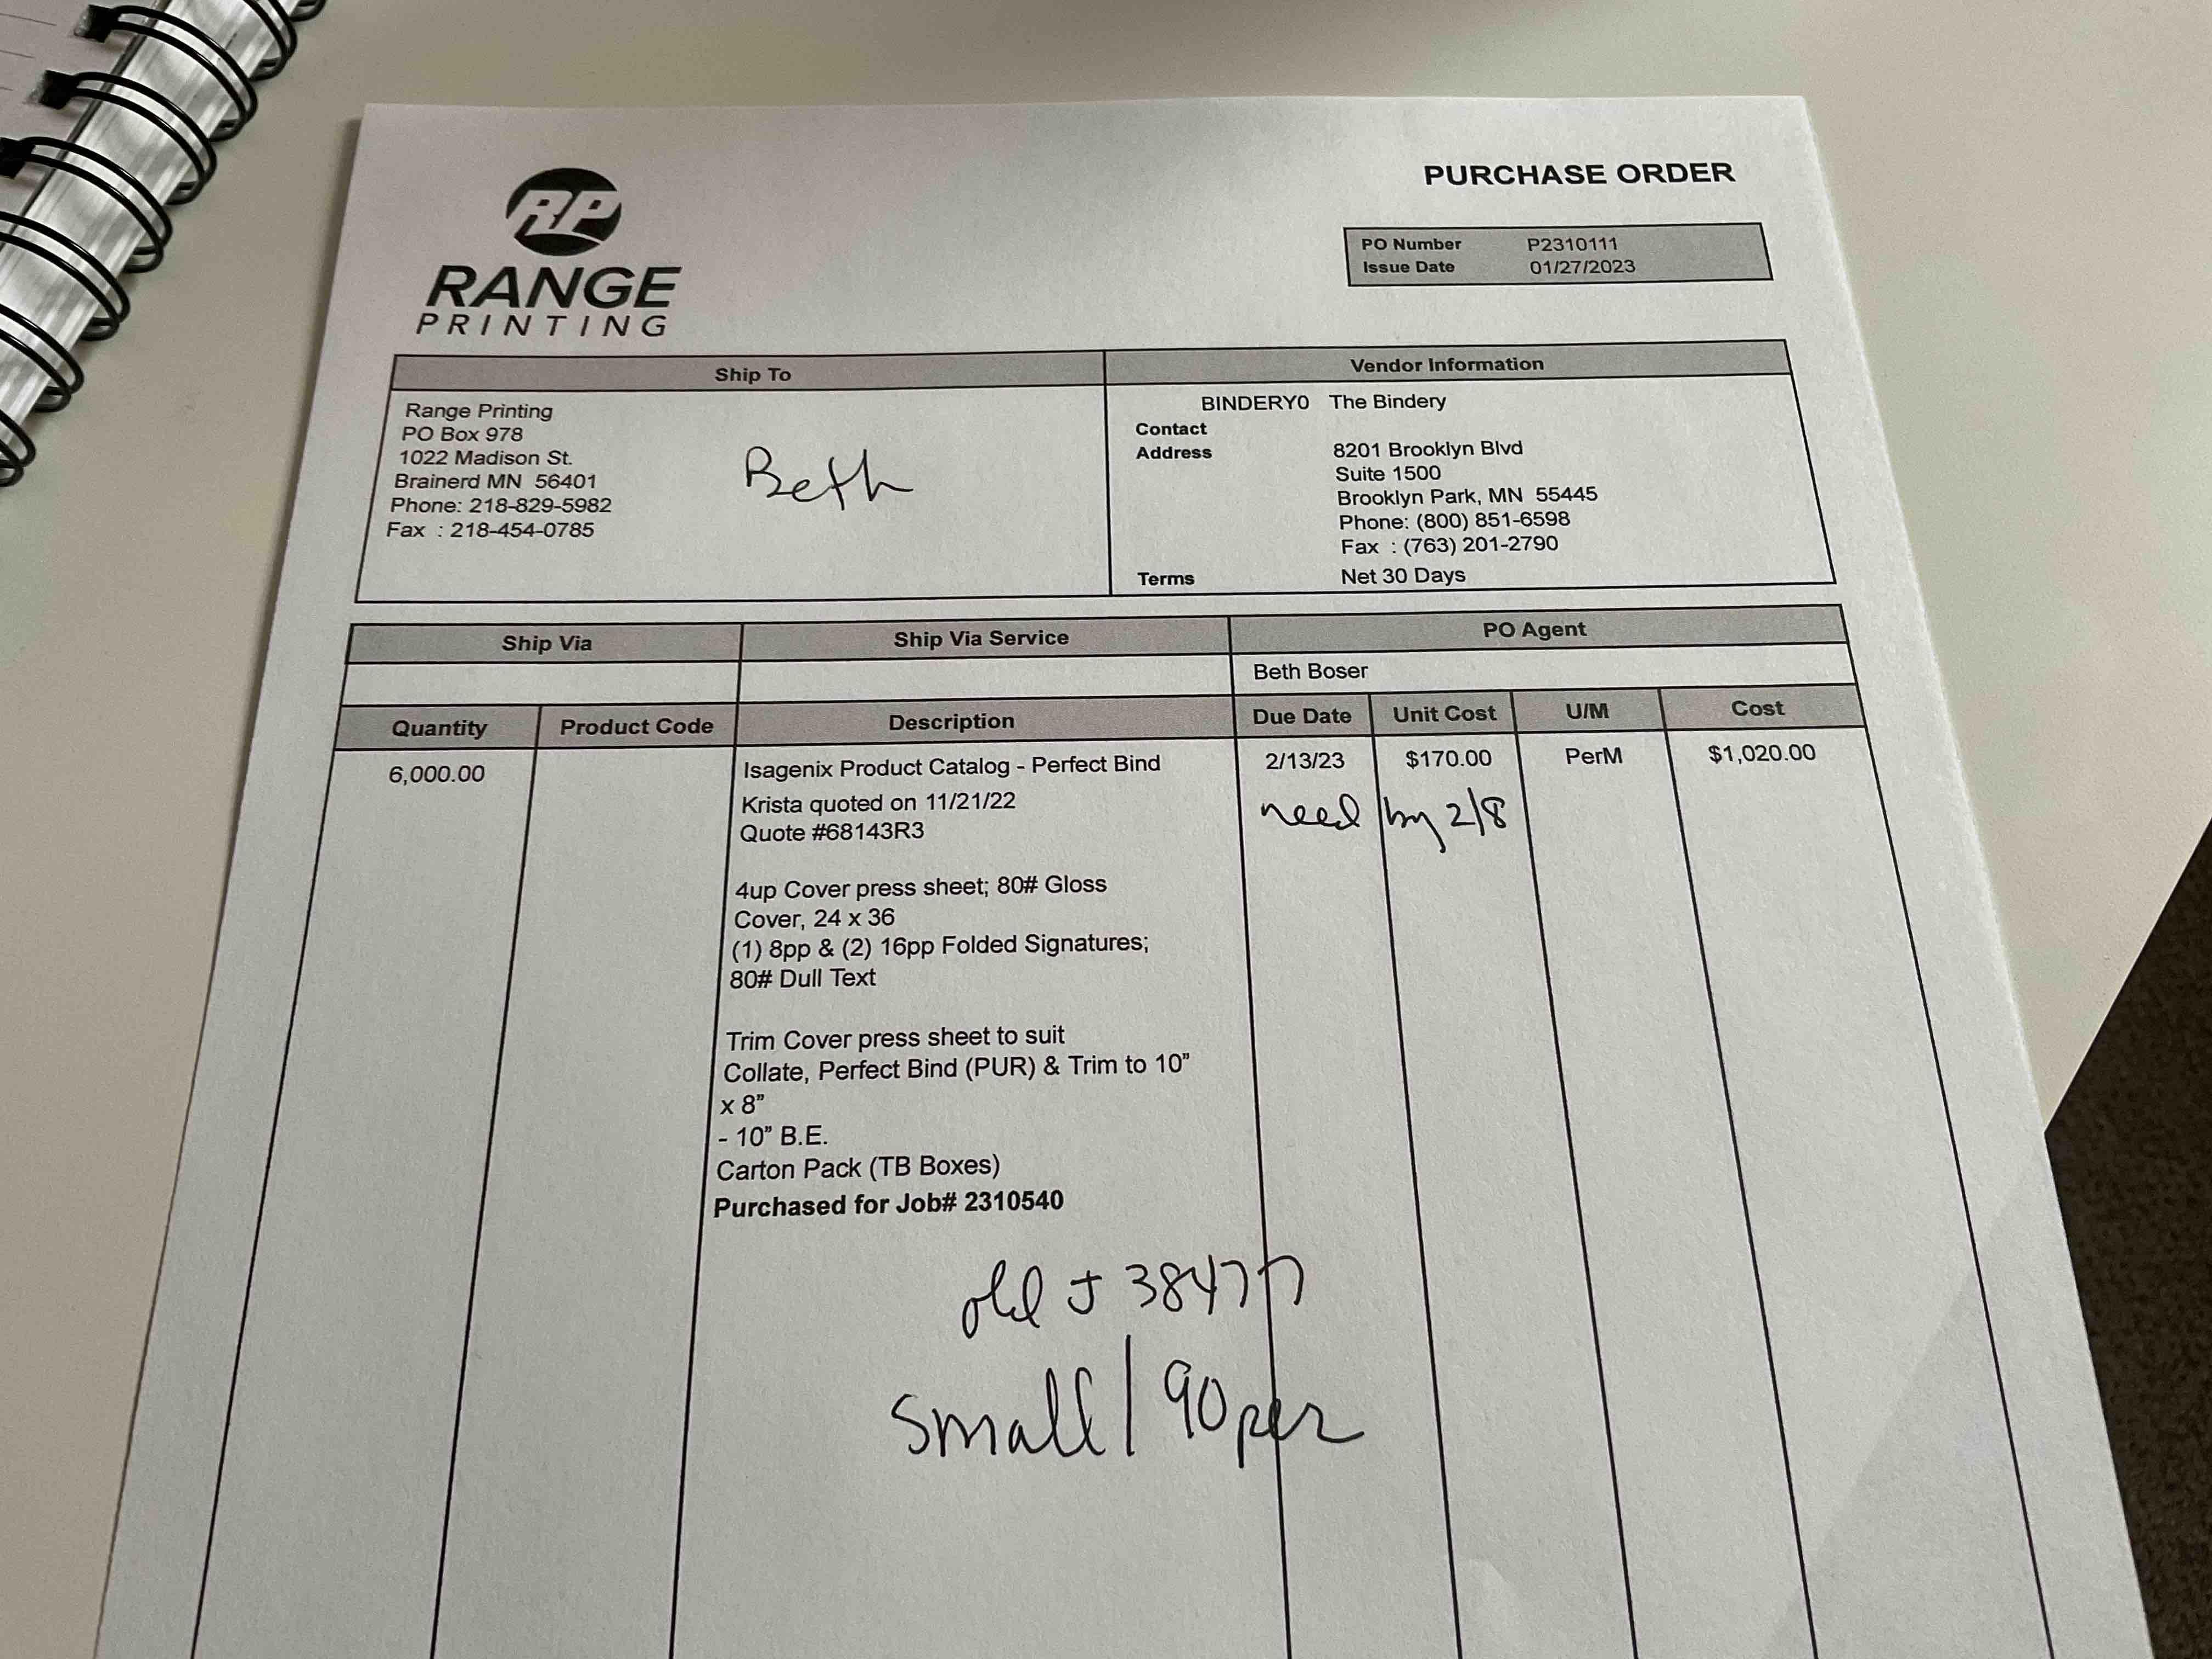 PURCHASE ORDER
RP
RANGE
PRINTING
PO Number P2310111
Issue Date 01/27/2023
Ship To
Range Printing
PO Box 978
1022 Madison St.
Brainerd MN 56401
Phone: 218-829-5982
Fax : 218-454-0785
Beth
Vendor Information
BINDERY0 The Bindery
Contact
Address 8201 Brooklyn Blvd
Suite 1500
Brooklyn Park, MN 55445
Phone: (800) 851-6598
Fax : (763) 201-2790
Terms Net 30 Days
Ship Via Ship Via Service PO Agent
Beth Boser
Quantity Product Code Description Due Date Unit Cost U/M Cost
6,000.00 Isagenix Product Catalog - Perfect Bind 2/13/23 $170.00 PerM $1,020.00
need by 2/8
Krista quoted on 11/21/22
Quote #68143R3
4up Cover press sheet; 80# Gloss
Cover, 24 x 36
(1) 8pp & (2) 16pp Folded Signatures;
80# Dull Text
Trim Cover press sheet to suit
Collate, Perfect Bind (PUR) & Trim to 10”
x 8”
- 10” B.E.
Carton Pack (TB Boxes)
Purchased for Job# 2310540
old J 38477
small/90 per